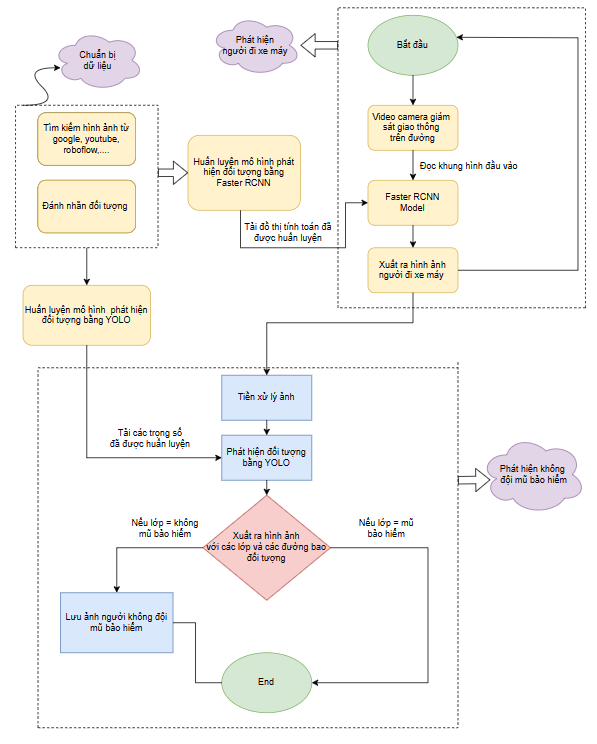 Chuẩn bị
dữ liệu
Phát hiện
người đi xe máy
Bắt đầu
Tìm kiếm hình ảnh từ
google, youtube,
roboflow,....
Đánh nhãn đối tượng
Huấn luyện mô hình phát
hiện đối tượng bằng
Faster RCNN
Video camera giám
sát giao thông
trên đường
Đọc khung hình đầu vào
Faster RCNN
Model
Tải đồ thị tính toán đã
được huấn luyện
Xuất ra hình ảnh
người đi xe máy
Huấn luyện mô hình phát hiện
đối tượng bằng YOLO
Tiền xử lý ảnh
Tải các trọng số
đã được huấn luyện
Phát hiện đối tượng
bằng YOLO
Phát hiện không
đội mũ bảo hiểm
Nếu lớp = không
mũ bảo hiểm
Nếu lớp = mũ
bảo hiểm
Xuất ra hình ảnh
với các lớp và các đường bao
đối tượng
Lưu ảnh người không đội
mũ bảo hiểm
End